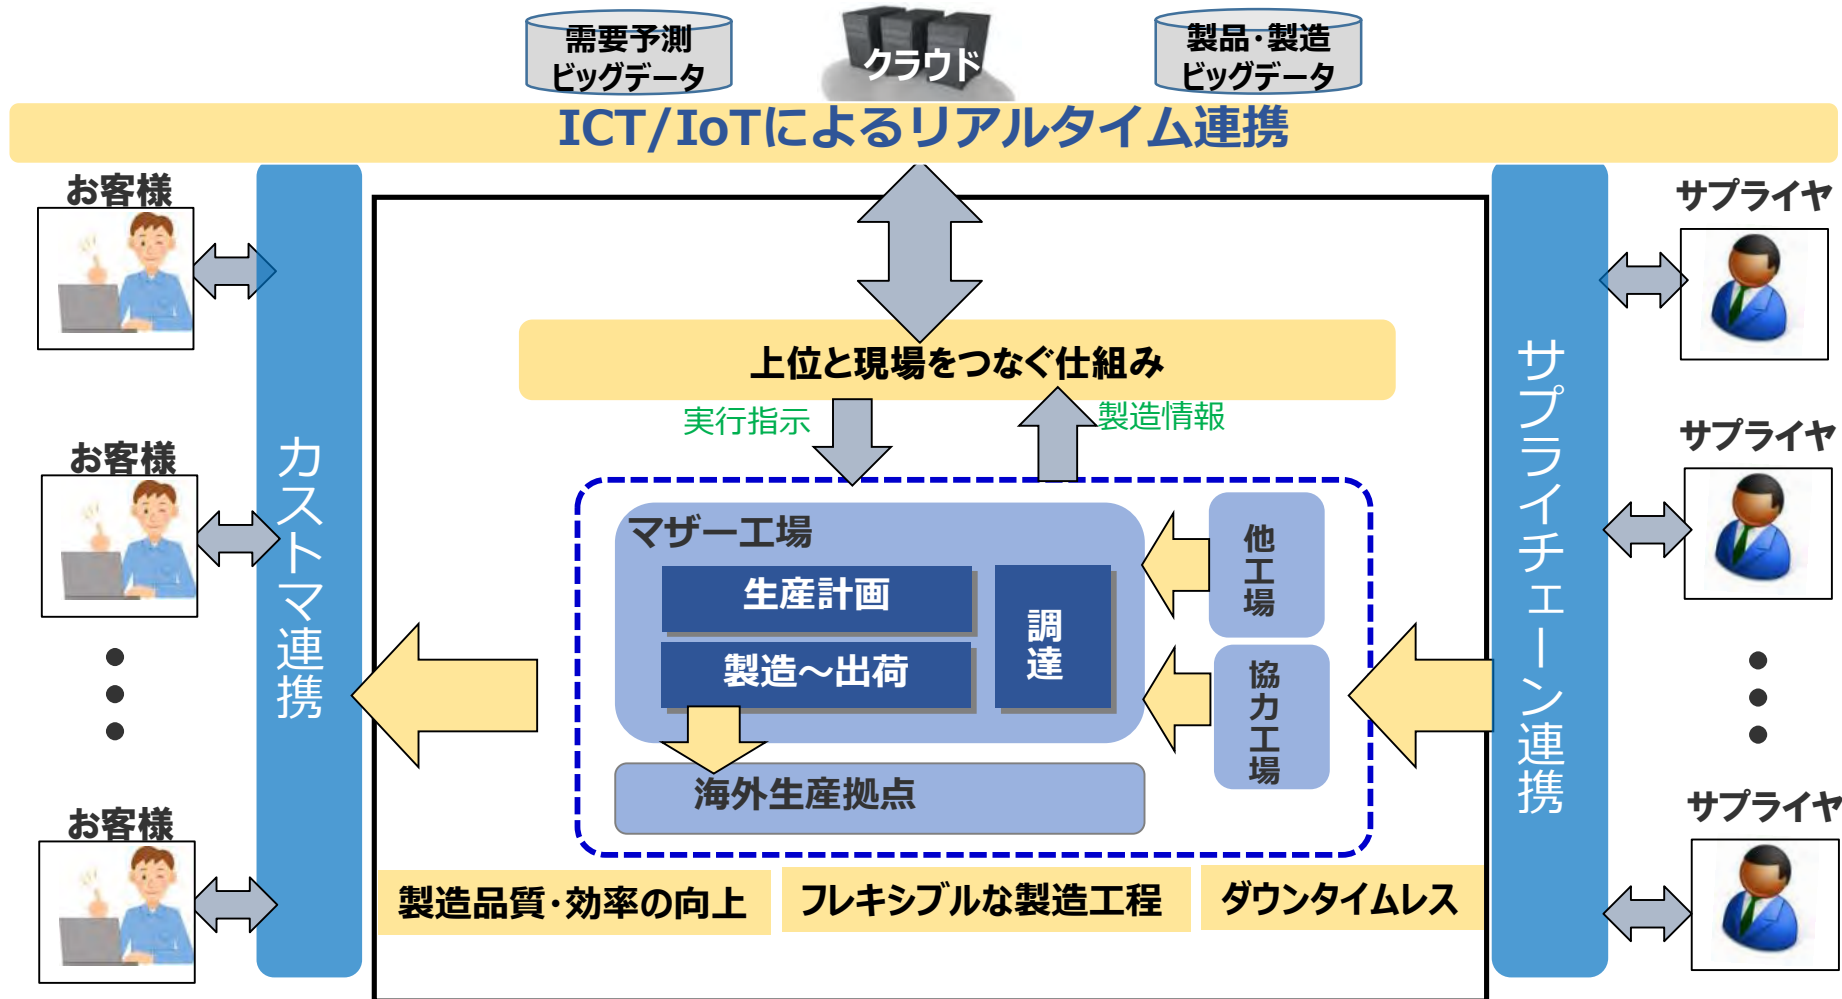 需要予測
ビッグデータ
クラウド
製品・製造
ビッグデータ
ICT/IoTによるリアルタイム連携
お客様
お客様
お客様
カストマ連携
上位と現場をつなぐ仕組み
実行指示
製造情報
マザー工場
生産計画
製造～出荷
調達
他工場
協力工場
海外生産拠点
製造品質・効率の向上
フレキシブルな製造工程
ダウンタイムレス
サプライチェーン連携
サプライヤ
サプライヤ
サプライヤ